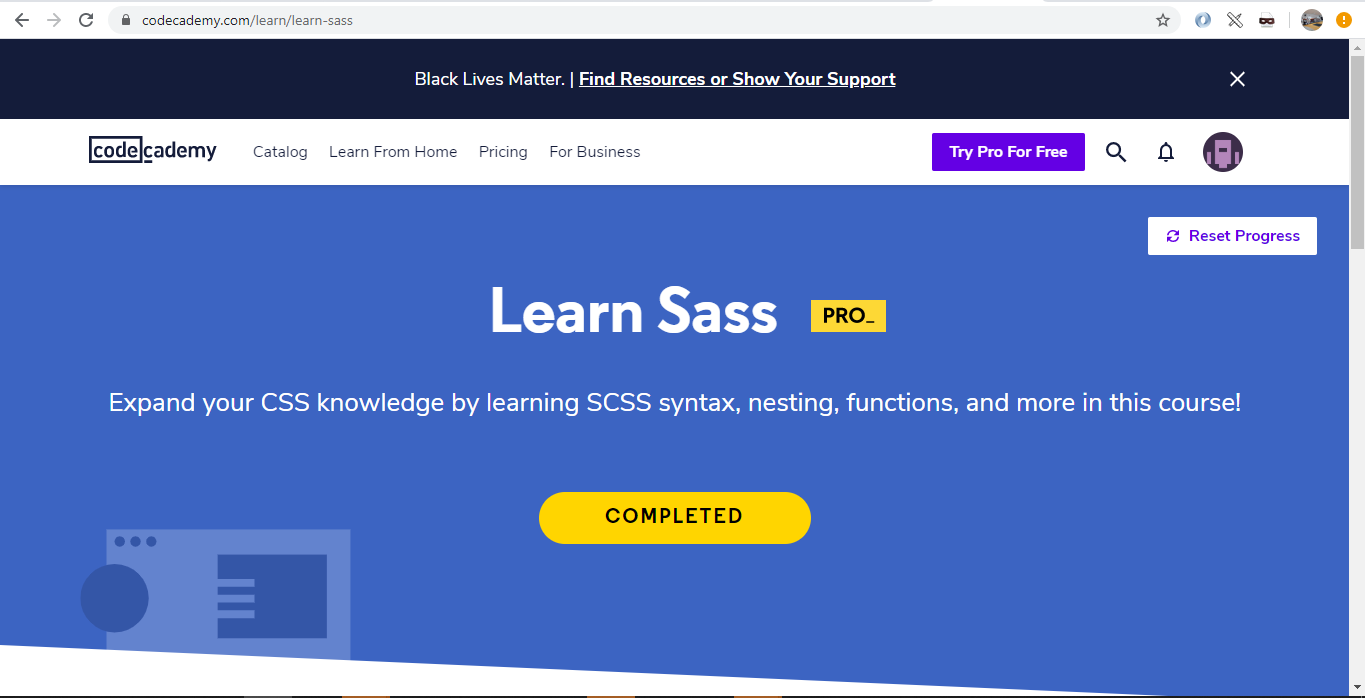 codecademy.com/learn/learn-sass
Black Lives Matter. | Find Resources or Show Your Support
codecademy Catalog Learn From Home Pricing For Business Try Pro For Free
Reset Progress
Learn Sass PRO_
Expand your CSS knowledge by learning SCSS syntax, nesting, functions, and more in this course!
COMPLETED